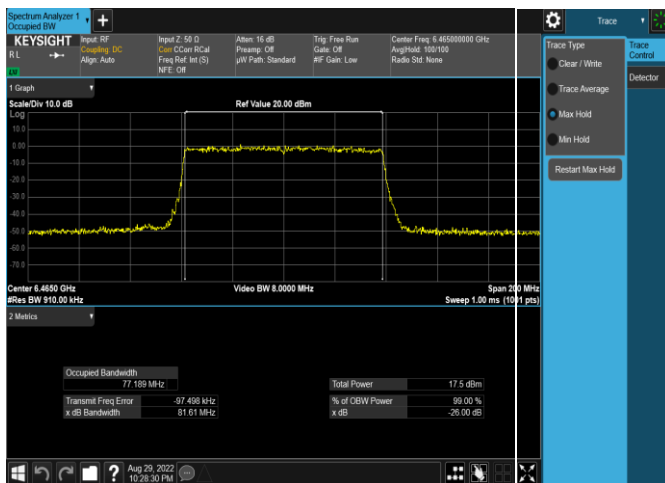 Spectrum Analyzer 1
Occupied BW
KEYSIGHT
RL
LXI
Input: RF
Coupling: DC
Align: Auto
Input Z: 50 Ω
Corr CCorr RCal
Freq Ref: Int (S)
NFE: Off
Atten: 16 dB
Preamp: Off
µW Path: Standard
Trig: Free Run
Gate: Off
#IF Gain: Low
Center Freq: 6.465000000 GHz
Avg|Hold: 100/100
Radio Std: None
1 Graph
Scale/Div 10.0 dB
Ref Value 20.00 dBm
Log
10.0
0.00
-10.0
-20.0
-30.0
-40.0
-50.0
-60.0
-70.0
Center 6.4650 GHz
Video BW 8.0000 MHz
Span 200 MHz
#Res BW 910.00 kHz
Sweep 1.00 ms (1001 pts)
2 Metrics
Occupied Bandwidth
77.189 MHz
Total Power 17.5 dBm
Transmit Freq Error -97.498 kHz
% of OBW Power 99.00 %
x dB Bandwidth 81.61 MHz
x dB -26.00 dB
Aug 29, 2022
10:28:30 PM
Trace
Trace Type
Clear / Write
Trace Average
Max Hold
Min Hold
Restart Max Hold
Trace
Control
Detector